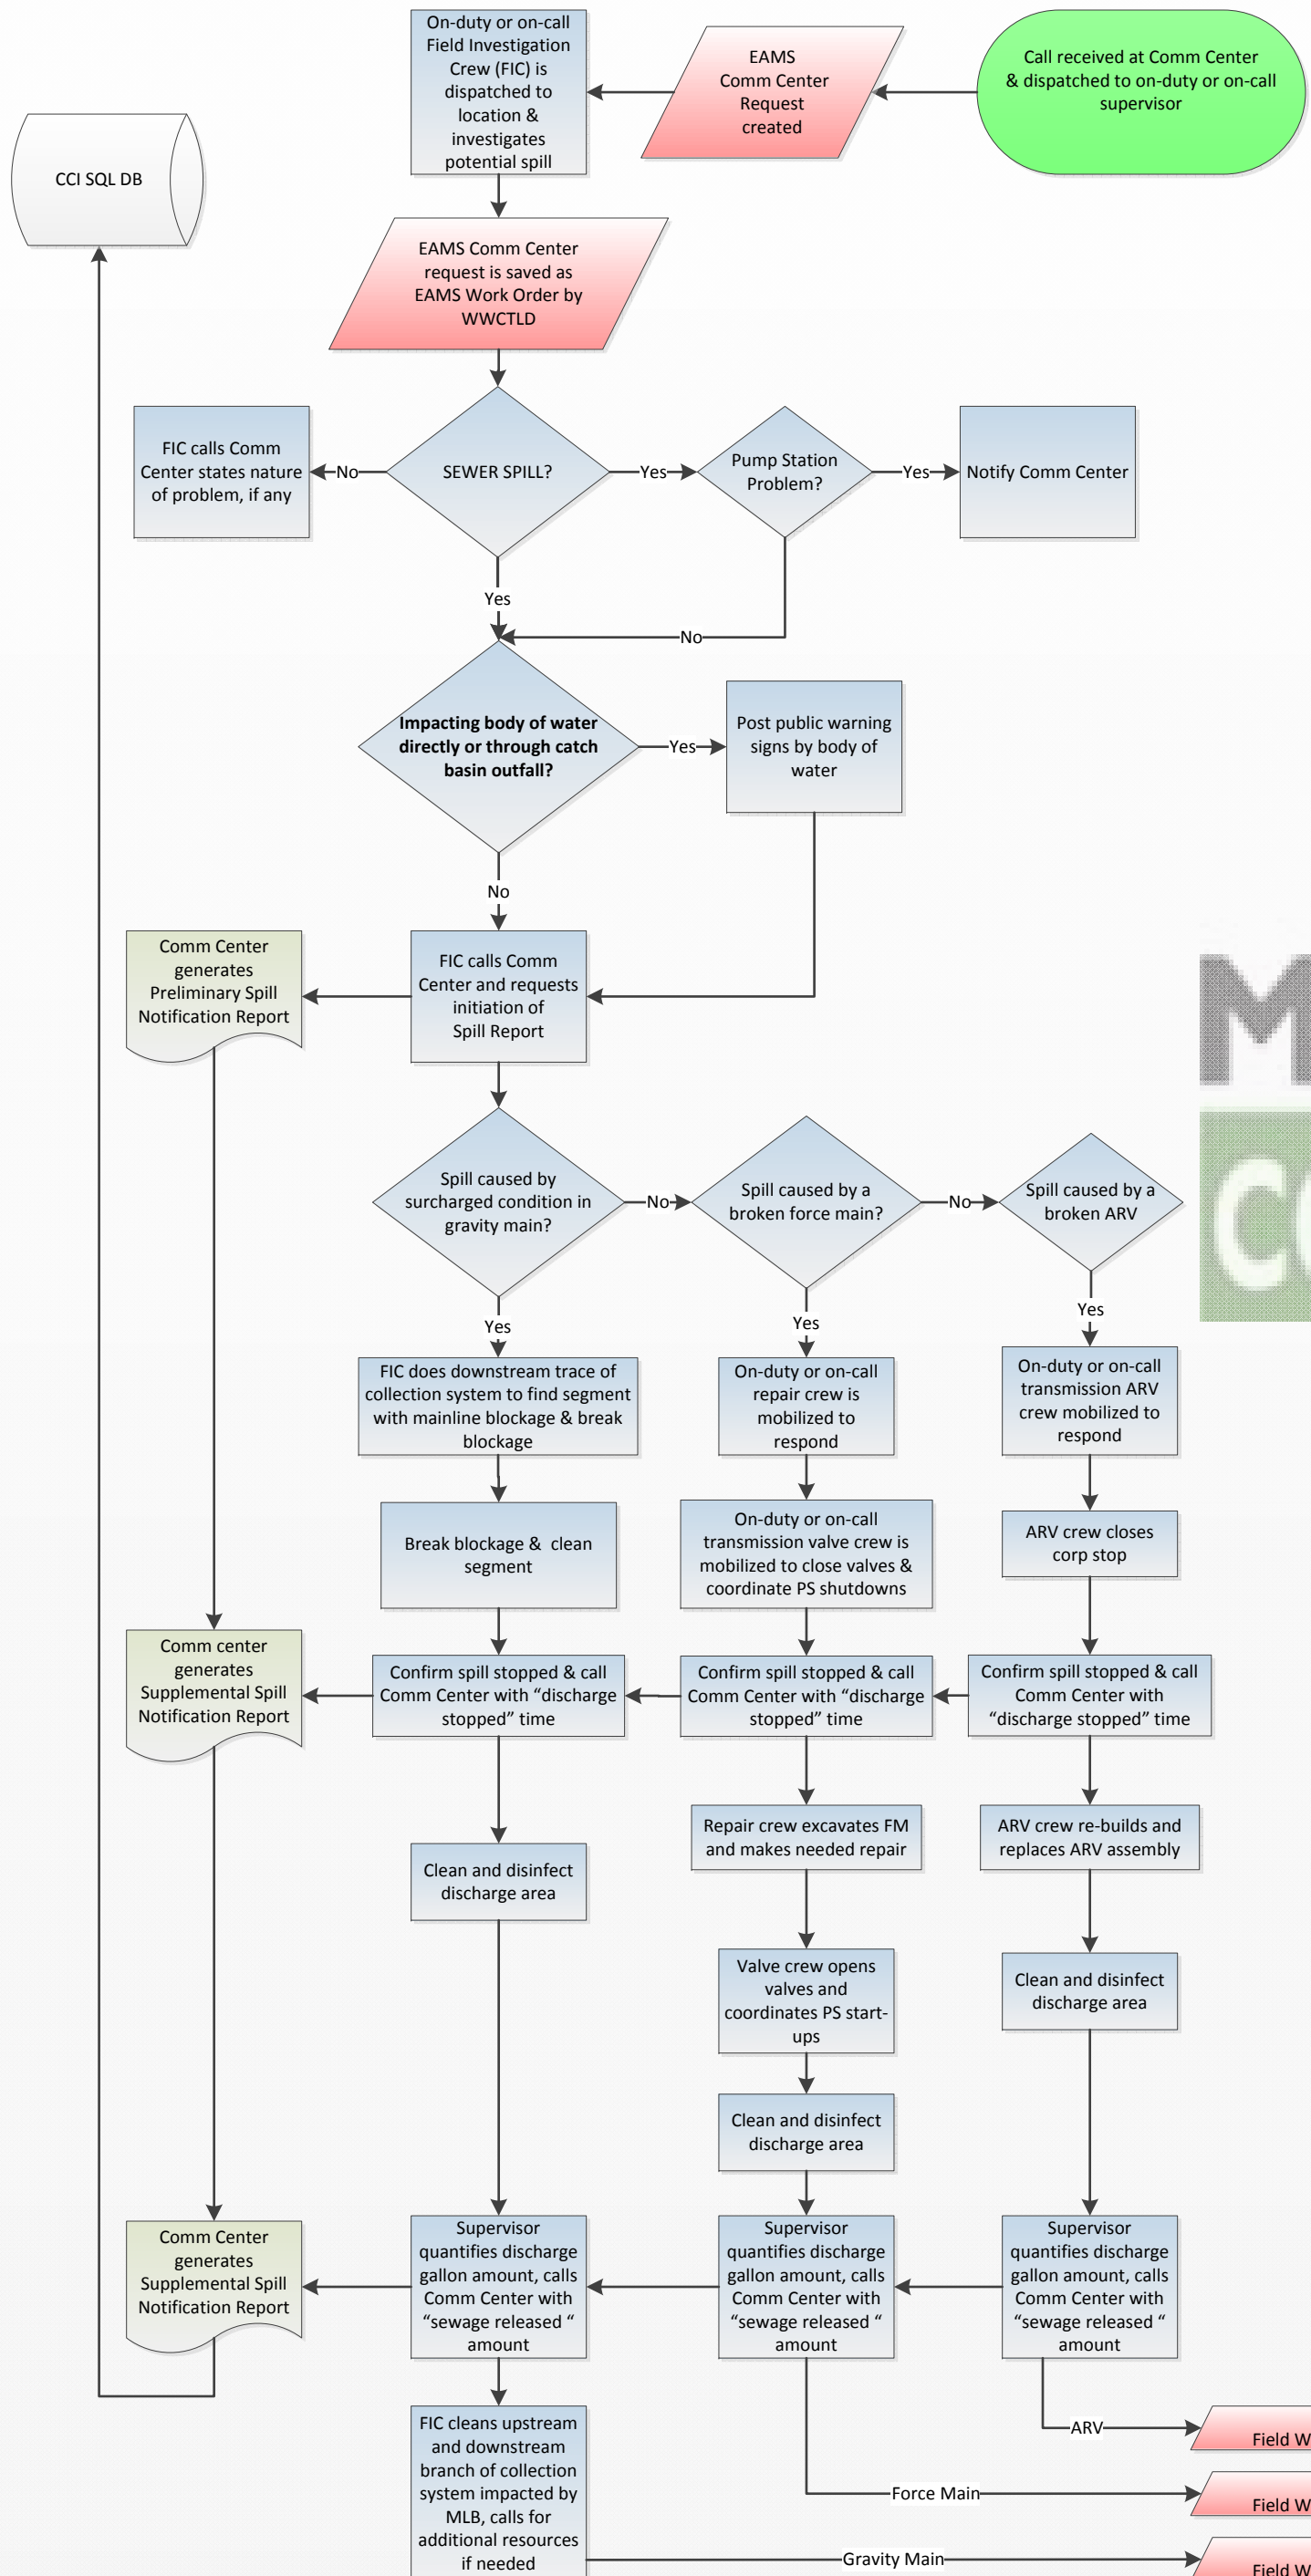 On-duty or on-call
Field Investigation
Crew (FIC) is
dispatched to
location &
investigates
potential spill
EAMS
Comm Center
Request
created
Call received at Comm Center
& dispatched to on-duty or on-call
supervisor
CCI SQL DB
EAMS Comm Center
request is saved as
EAMS Work Order by
WWCTLD
FIC calls Comm
Center states nature
of problem, if any
No
SEWER SPILL?
Yes
Pump Station
Problem?
Yes
Notify Comm Center
Yes
No
Impacting body of water
directly or through catch
basin outfall?
Yes
Post public warning
signs by body of
water
No
Comm Center
generates
Preliminary Spill
Notification Report
FIC calls Comm
Center and requests
initiation of
Spill Report
M
CO
Spill caused by
surcharged condition in
gravity main?
No
Spill caused by a
broken force main?
No
Spill caused by a
broken ARV
Yes
Yes
Yes
FIC does downstream trace of
collection system to find segment
with mainline blockage & break
blockage
On-duty or on-call
repair crew is
mobilized to
respond
On-duty or on-call
transmission ARV
crew mobilized to
respond
Break blockage &  clean
segment
On-duty or on-call
transmission valve crew is
mobilized to close valves &
coordinate PS shutdowns
ARV crew closes
corp stop
Comm center
generates
Supplemental Spill
Notification Report
Confirm spill stopped & call
Comm Center with “discharge
stopped” time
Confirm spill stopped & call
Comm Center with “discharge
stopped” time
Confirm spill stopped & call
Comm Center with
“discharge stopped” time
Clean and disinfect
discharge area
Repair crew excavates FM
and makes needed repair
ARV crew re-builds and
replaces ARV assembly
Valve crew opens
valves and
coordinates PS start-
ups
Clean and disinfect
discharge area
Clean and disinfect
discharge area
Comm Center
generates
Supplemental Spill
Notification Report
Supervisor
quantifies discharge
gallon amount, calls
Comm Center with
“sewage released “
amount
Supervisor
quantifies discharge
gallon amount, calls
Comm Center with
“sewage released “
amount
Supervisor
quantifies discharge
gallon amount, calls
Comm Center with
“sewage released “
amount
FIC cleans upstream
and downstream
branch of collection
system impacted by
MLB, calls for
additional resources
if needed
ARV
Field W
Force Main
Field W
Gravity Main
Field W